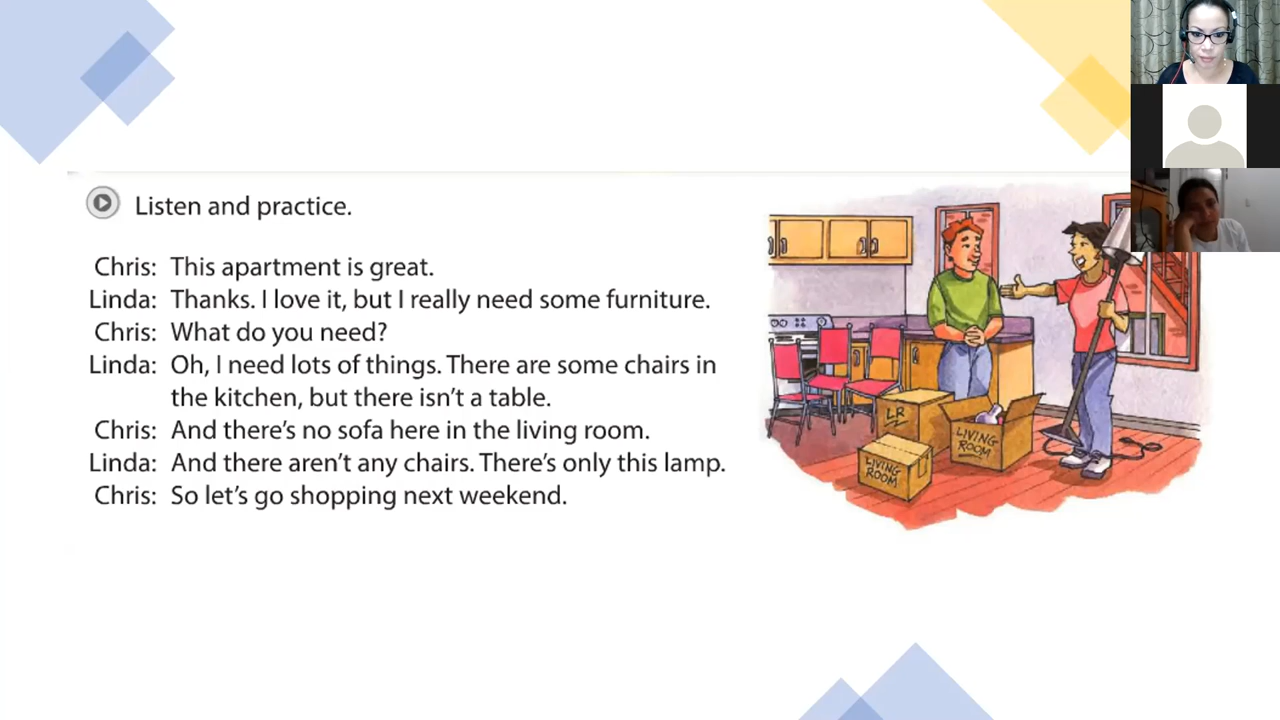 Listen and practice.
Chris: This apartment is great.
Linda: Thanks. I love it, but I really need some furniture.
Chris: What do you need?
Linda: Oh, I need lots of things. There are some chairs in
the kitchen, but there isn't a table.
Chris: And there's no sofa here in the living room.
Linda: And there aren't any chairs. There's only this lamp.
Chris: So let's go shopping next weekend.
LR
LIVING
ROOM
LIVING
ROOM